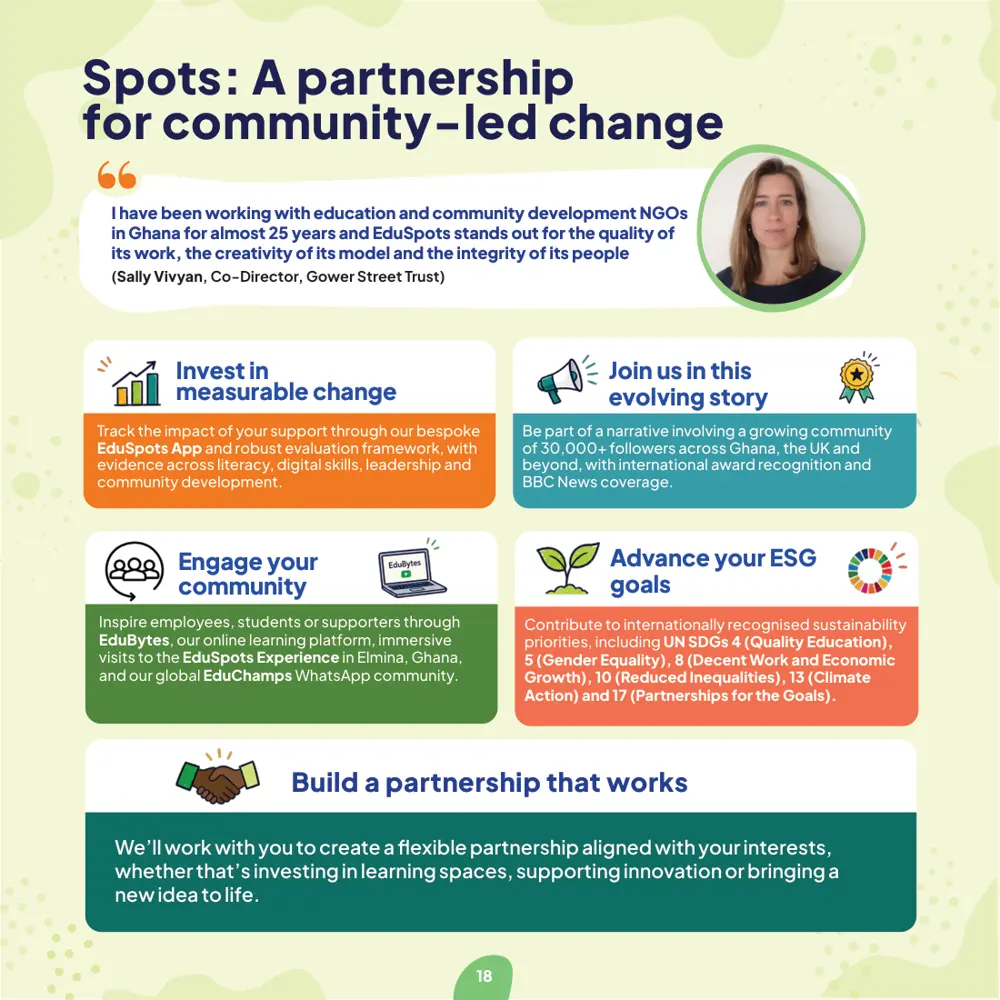 Spots: A partnership
for community-led change
I have been working with education and community development NGOs
in Ghana for almost 25 years and EduSpots stands out for the quality of
its work, the creativity of its model and the integrity of its people
(Sally Vivyan, Co-Director, Gower Street Trust)
Invest in
measurable change
Track the impact of your support through our bespoke
EduSpots App and robust evaluation framework, with
evidence across literacy, digital skills, leadership and
community development.
Join us in this
evolving story
Be part of a narrative involving a growing community
of 30,000+ followers across Ghana, the UK and
beyond, with international award recognition and
BBC News coverage.
Engage your
community
EduBytes
Inspire employees, students or supporters through
EduBytes, our online learning platform, immersive
visits to the EduSpots Experience in Elmina, Ghana,
and our global EduChamps WhatsApp community.
Advance your ESG
goals
Contribute to internationally recognised sustainability
priorities, including UN SDGs 4 (Quality Education),
5 (Gender Equality), 8 (Decent Work and Economic
Growth), 10 (Reduced Inequalities), 13 (Climate
Action) and 17 (Partnerships for the Goals).
Build a partnership that works
We'll work with you to create a flexible partnership aligned with your interests,
whether that's investing in learning spaces, supporting innovation or bringing a
new idea to life.
18